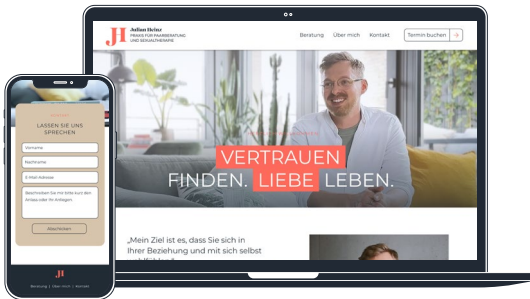 JH
Julian Heinz
PRAXIS FÜR PAARBERATUNG
UND SEXUALTHERAPIE
Beratung
Über mich
Kontakt
Termin buchen →
VERTRAUEN
FINDEN. LIEBE LEBEN.
„Mein Ziel ist es, dass Sie sich in
Ihrer Beziehung und mit sich selbst
LASSEN SIE UNS
SPRECHEN
Vorname
Nachname
E-Mail-Adresse
Beschreiben Sie mir bitte kurz den
Anlass oder Ihr Anliegen.
Abschicken
JH
Beratung | Über mich | Kontakt